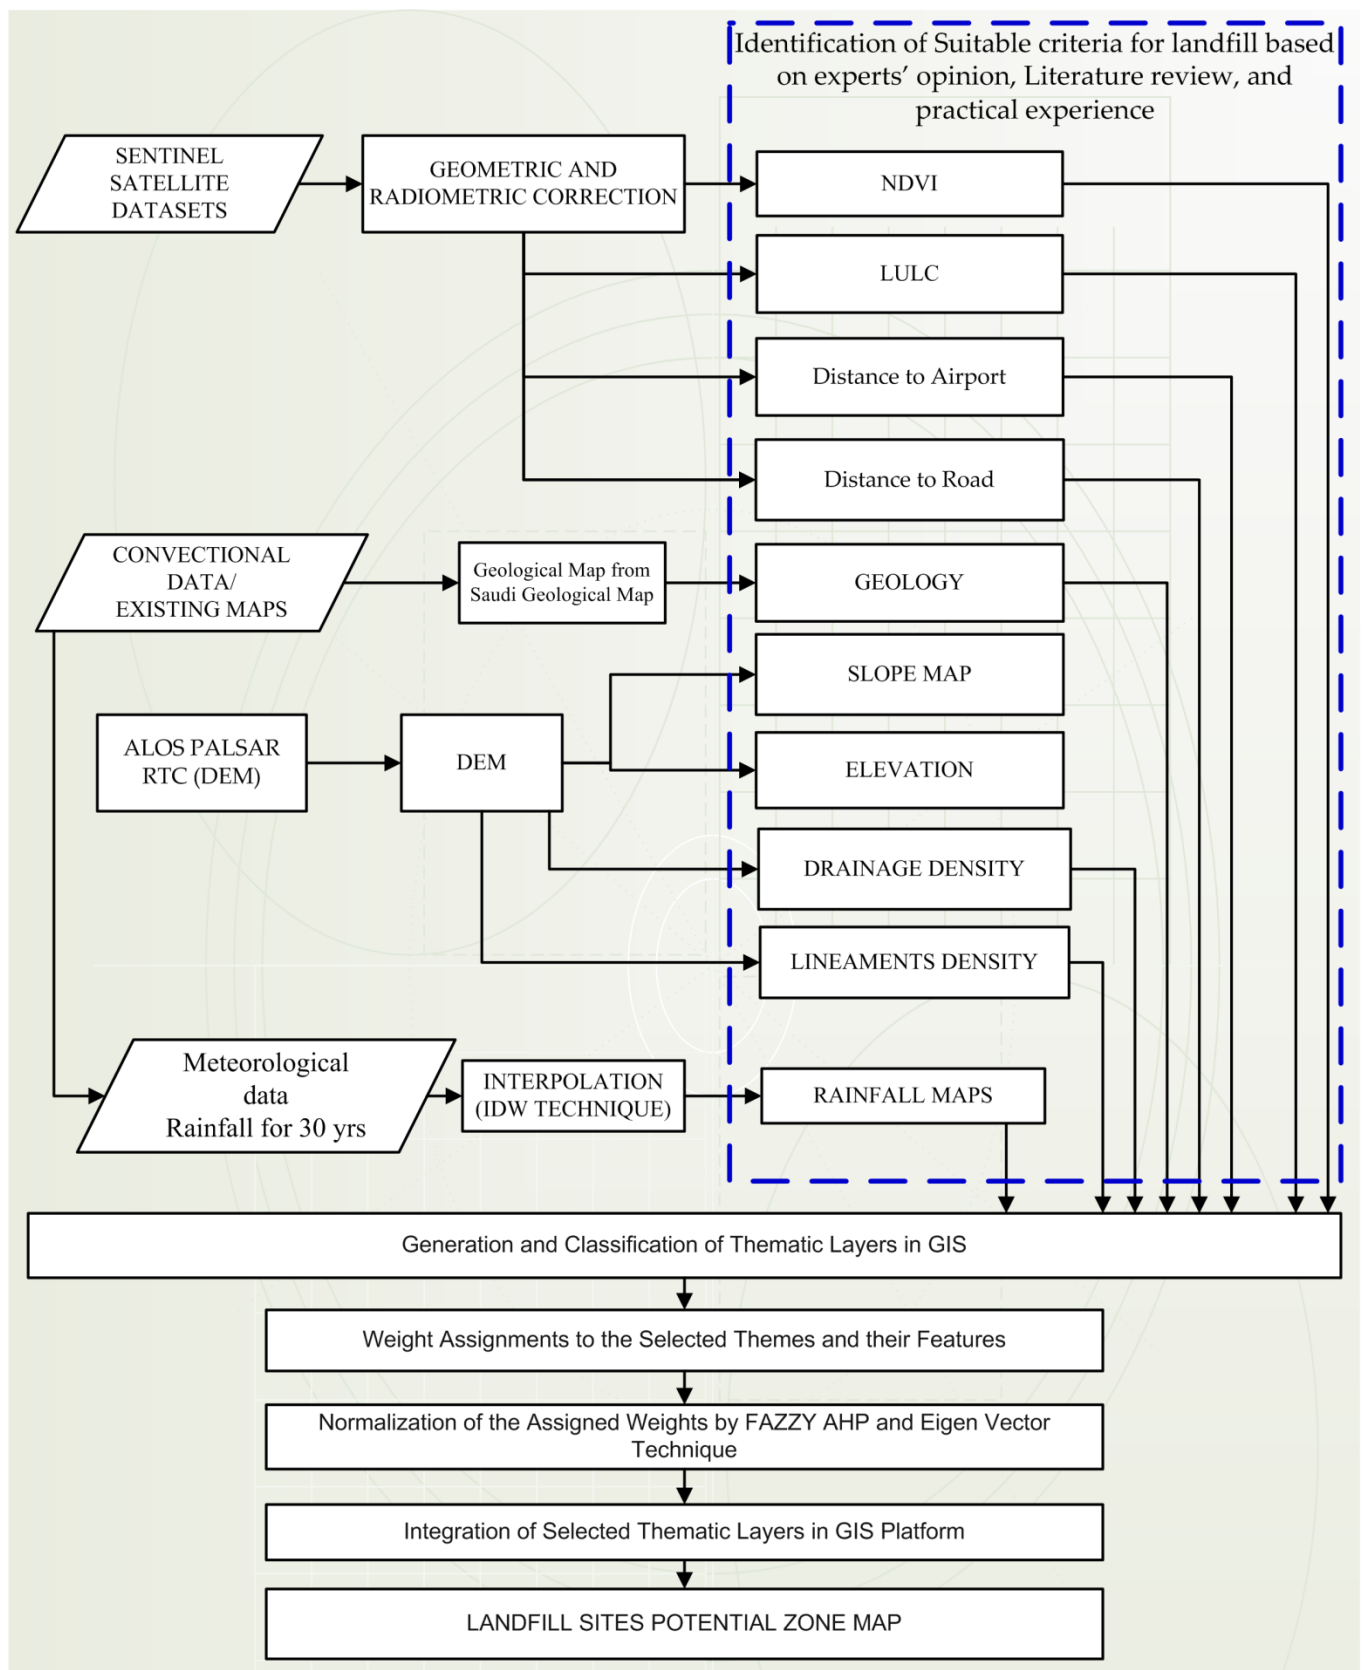 Identification of Suitable criteria for landfill based
on experts’ opinion, Literature review, and
practical experience
SENTINEL
SATELLITE
DATASETS
GEOMETRIC AND
RADIOMETRIC CORRECTION
NDVI
LULC
Distance to Airport
Distance to Road
CONVECTIONAL
DATA/
EXISTING MAPS
Geological Map from
Saudi Geological Map
GEOLOGY
SLOPE MAP
ALOS PALSAR
RTC (DEM)
DEM
ELEVATION
DRAINAGE DENSITY
LINEAMENTS DENSITY
Meteorological
data
Rainfall for 30 yrs
INTERPOLATION
(IDW TECHNIQUE)
RAINFALL MAPS
Generation and Classification of Thematic Layers in GIS
Weight Assignments to the Selected Themes and their Features
Normalization of the Assigned Weights by FAZZY AHP and Eigen Vector
Technique
Integration of Selected Thematic Layers in GIS Platform
LANDFILL SITES POTENTIAL ZONE MAP